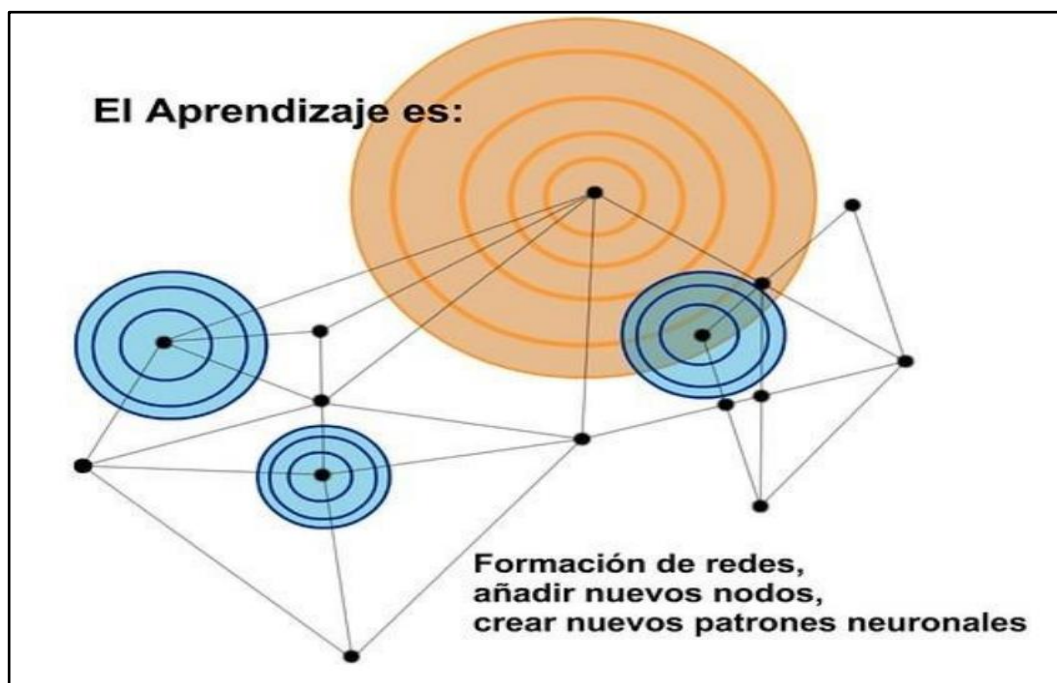 El Aprendizaje es:
Formación de redes,
añadir nuevos nodos,
crear nuevos patrones neuronales